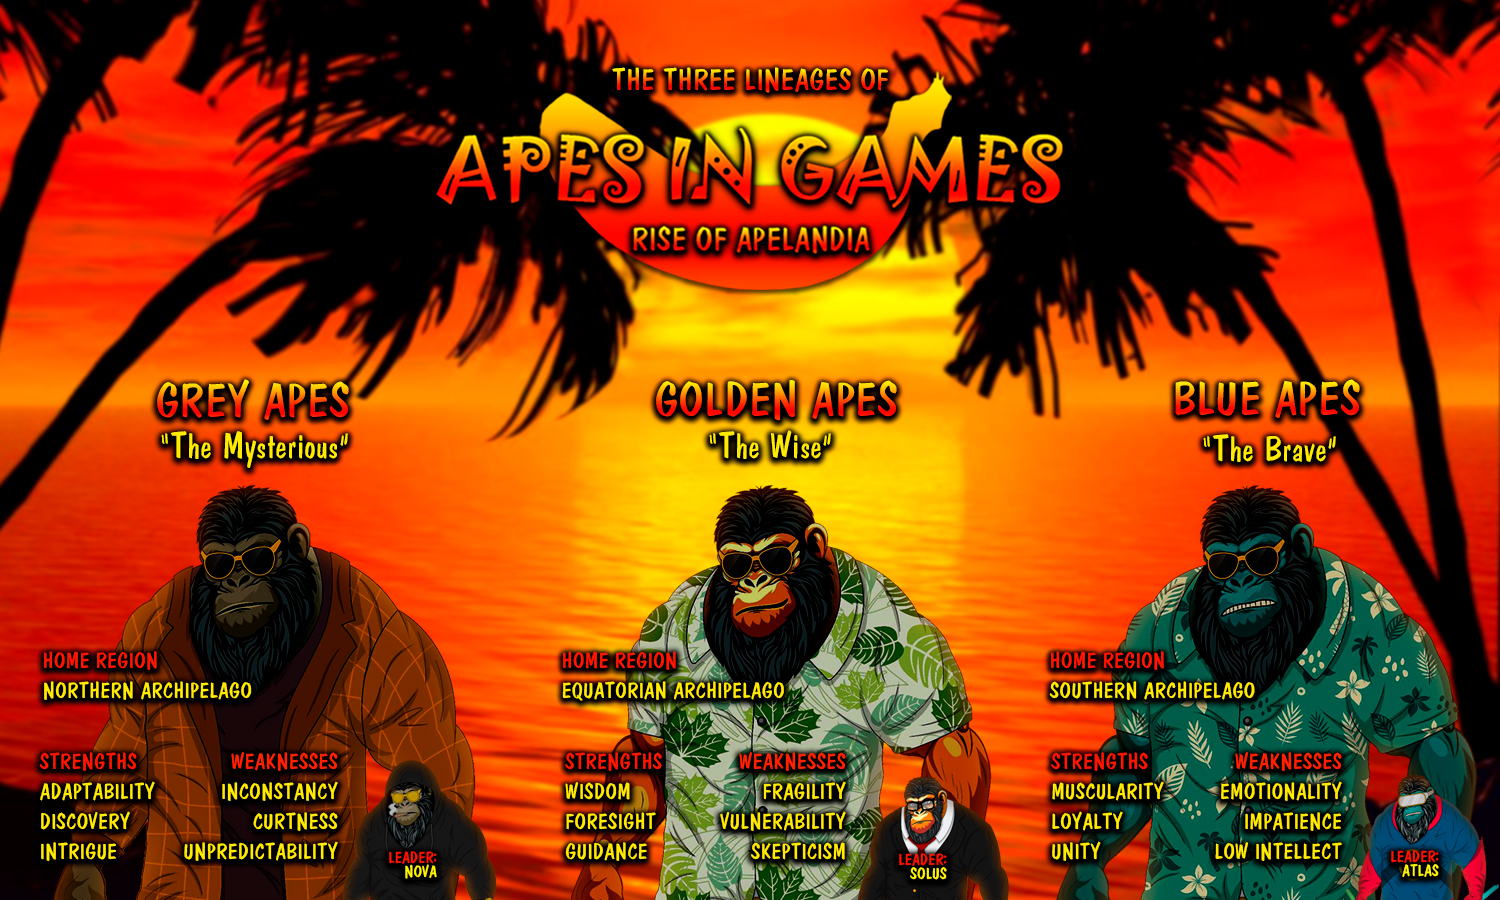 THE THREE LINEAGES OF
APES IN GAMES
RISE OF APELANDIA
GREY APES
"The Mysterious"
HOME REGION
NORTHERN ARCHIPELAGO
STRENGTHS
ADAPTABILITY
DISCOVERY
INTRIGUE
WEAKNESSES
INCONSTANCY
CURTNESS
UNPREDICTABILITY
LEADER:
NOVA
GOLDEN APES
"The Wise"
HOME REGION
EQUATORIAN ARCHIPELAGO
STRENGTHS
WISDOM
FORESIGHT
GUIDANCE
WEAKNESSES
FRAGILITY
VULNERABILITY
SKEPTICISM
LEADER:
SOLUS
BLUE APES
"The Brave"
HOME REGION
SOUTHERN ARCHIPELAGO
STRENGTHS
MUSCULARITY
LOYALTY
UNITY
WEAKNESSES
EMOTIONALITY
IMPATIENCE
LOW INTELLECT
LEADER:
ATLAS